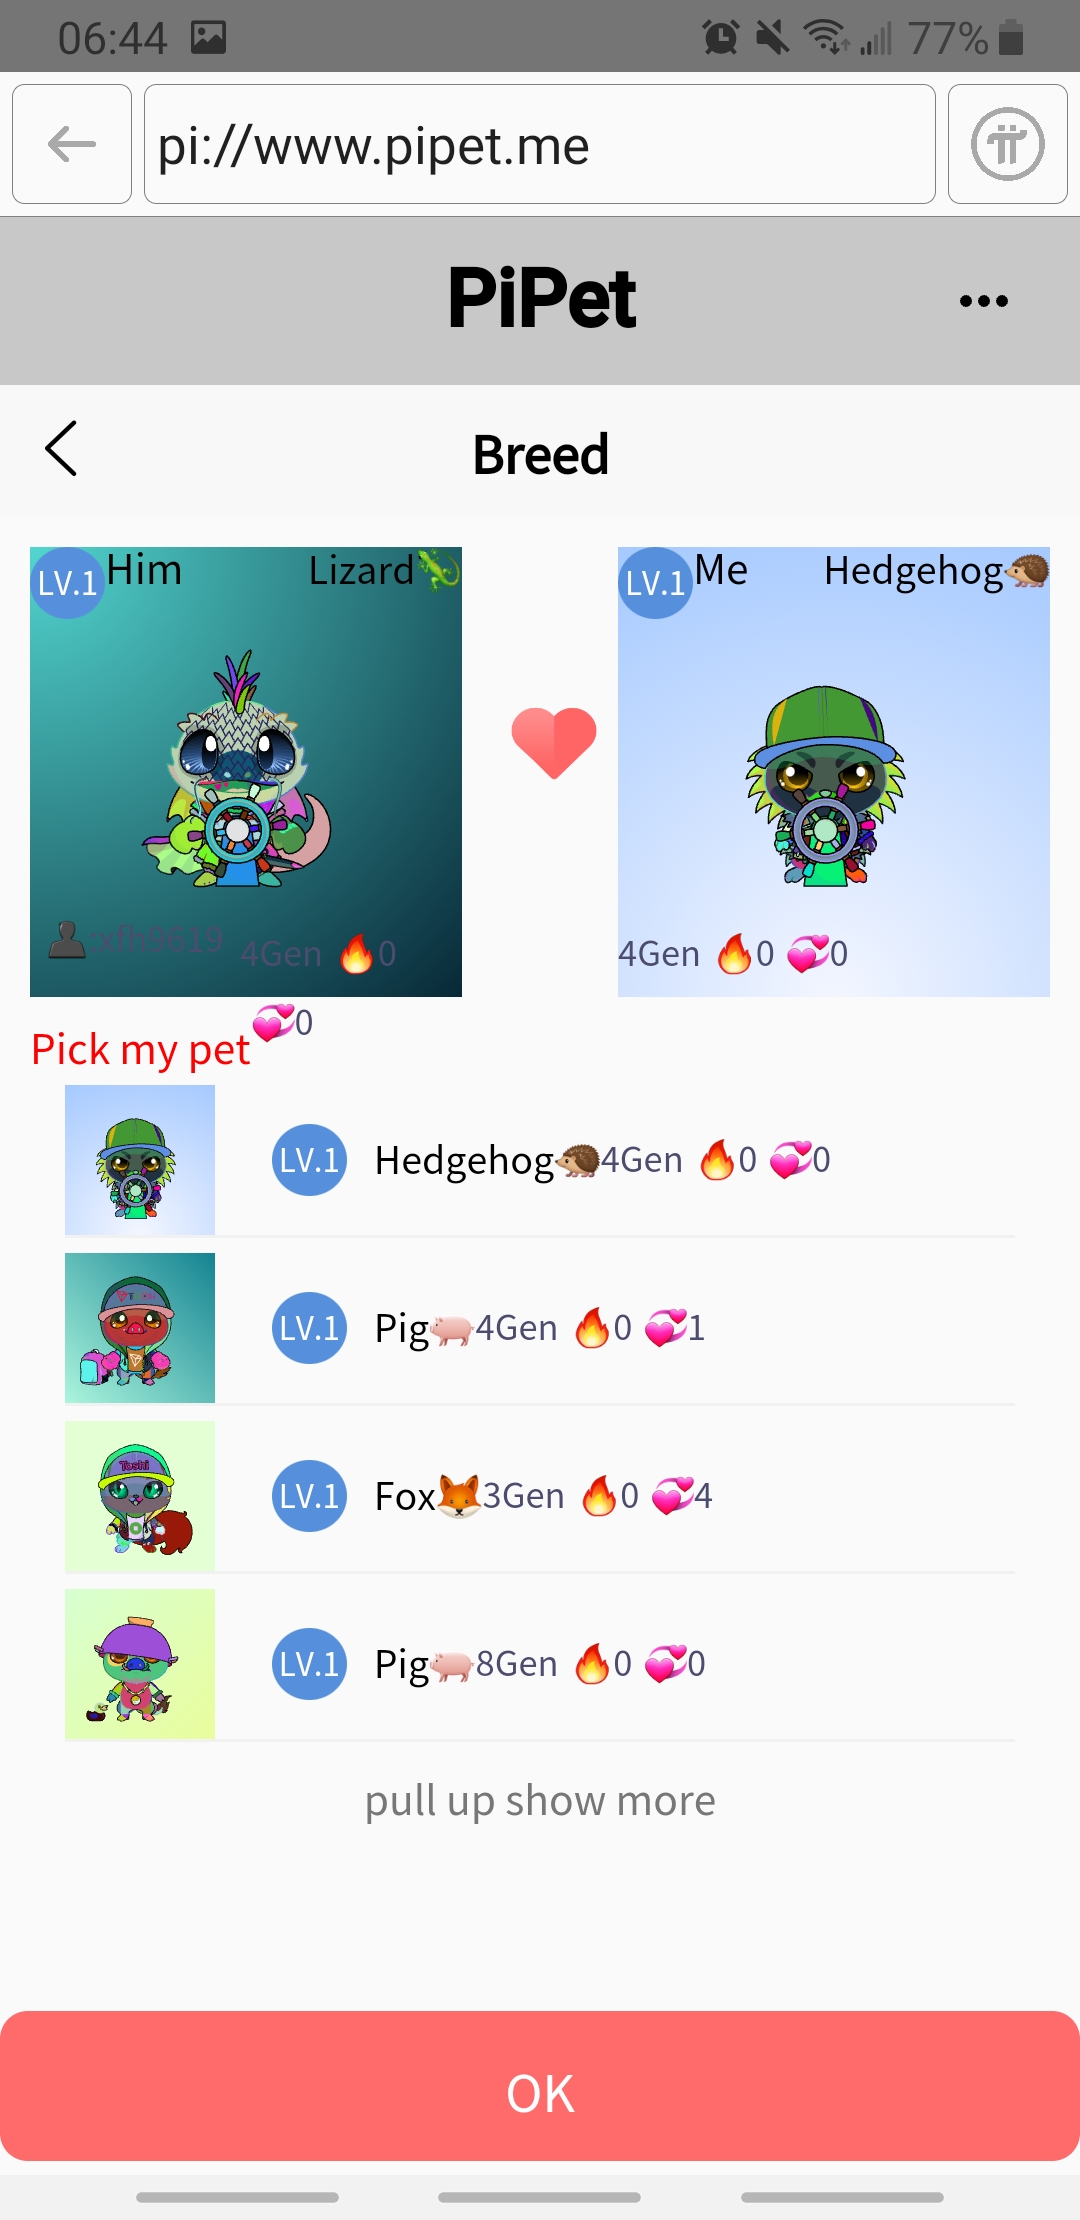 06:44 77%
pi://www.pipet.me
PiPet
Breed
LV.1 Him Lizard🦎
LV.1 Me Hedgehog🦔
👤:xfh9619 4Gen 🔥0
💞0
4Gen 🔥0 💞0
Pick my pet
LV.1 Hedgehog🦔4Gen 🔥0 💞0
LV.1 Pig🐖4Gen 🔥0 💞1
Toshi
LV.1 Fox🦊3Gen 🔥0 💞4
LV.1 Pig🐖8Gen 🔥0 💞0
pull up show more
OK